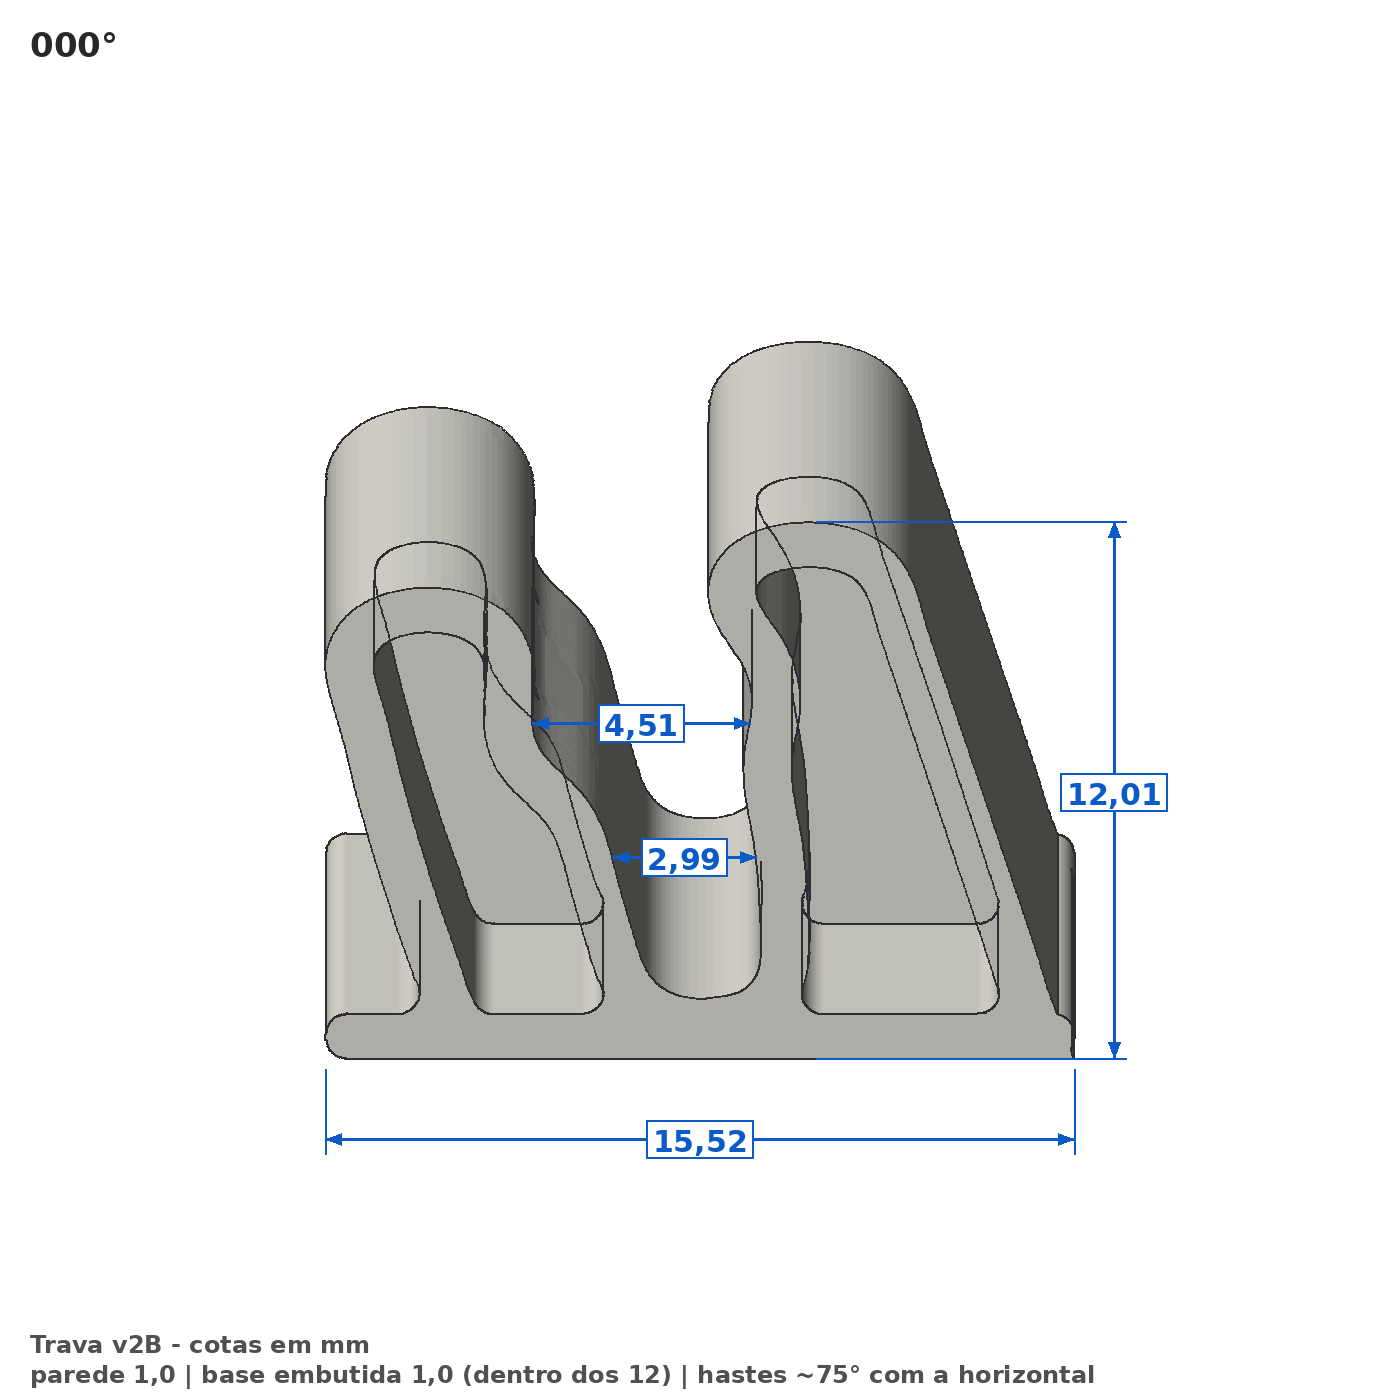 000°
4,51
12,01
2,99
15,52
Trava v2B - cotas em mm
parede 1,0 | base embutida 1,0 (dentro dos 12) | hastes ~75° com a horizontal